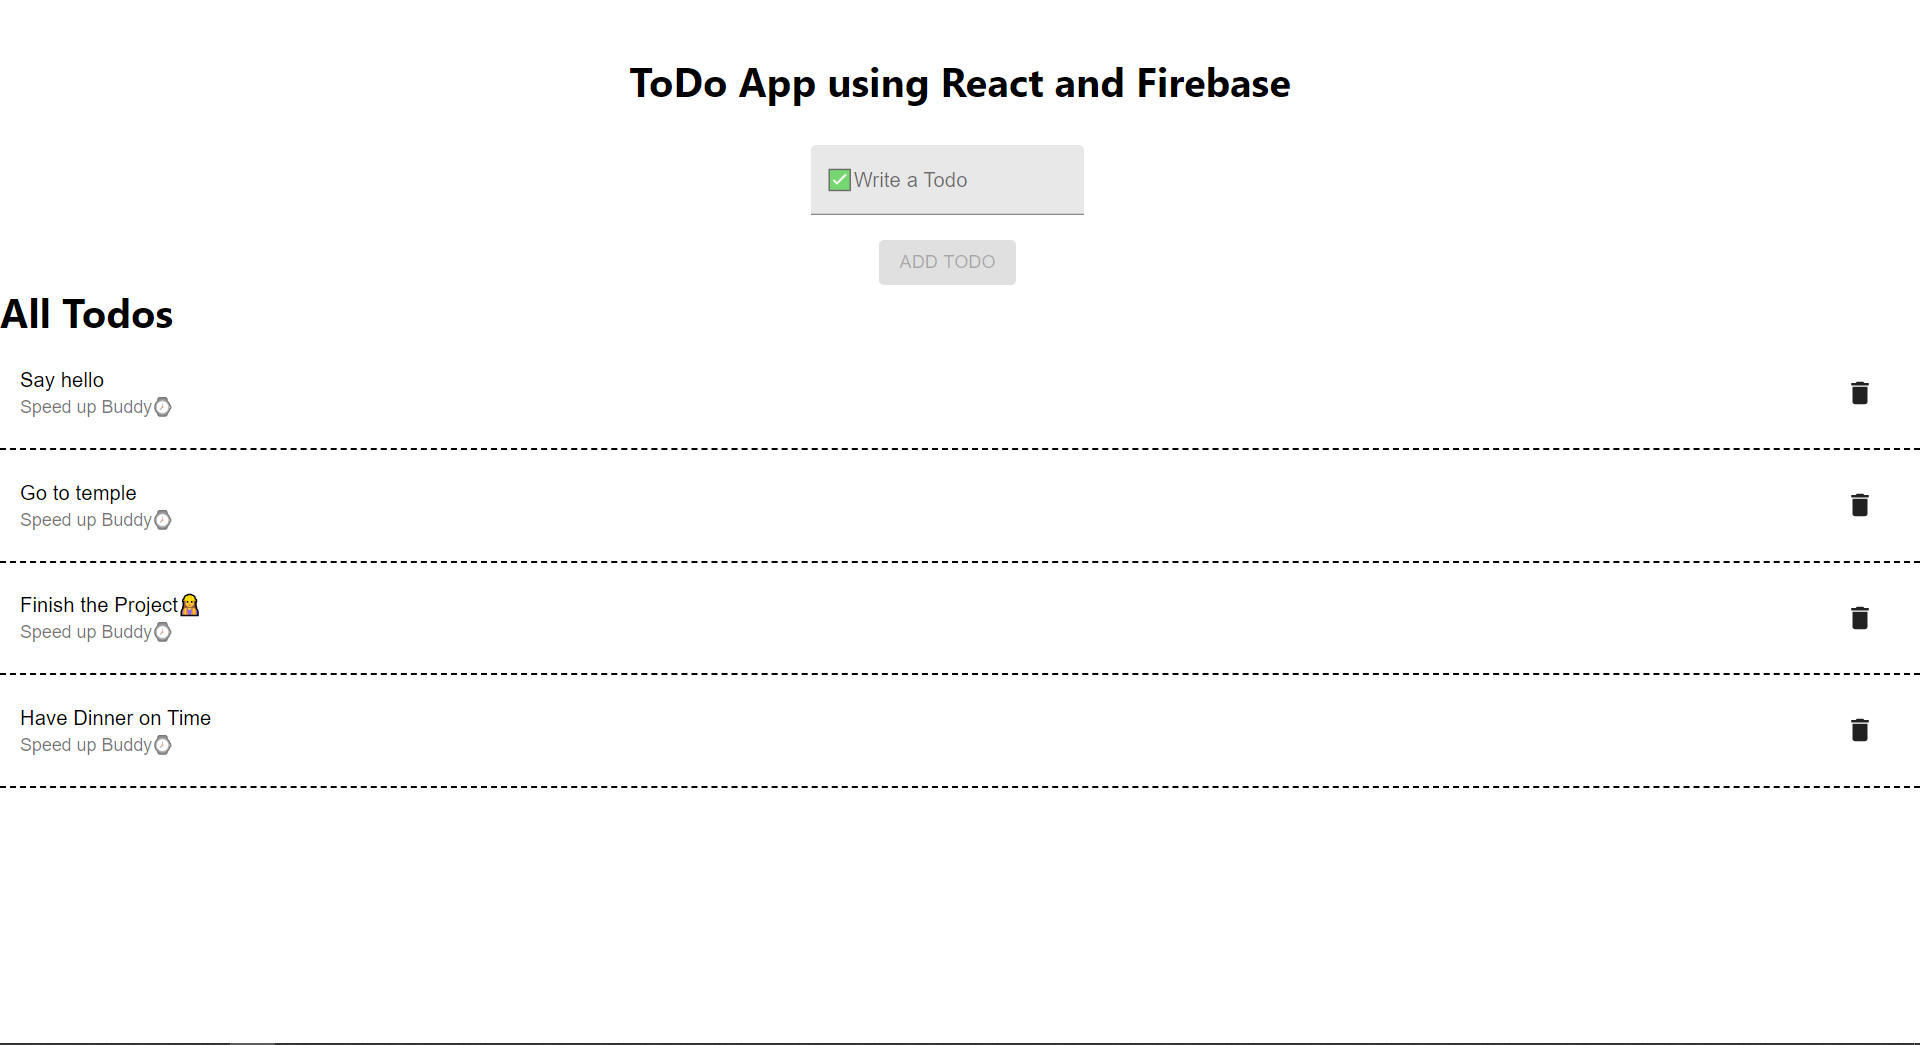 ToDo App using React and Firebase
✅Write a Todo
ADD TODO
All Todos
Say hello
Speed up Buddy⌚
Go to temple
Speed up Buddy⌚
Finish the Project🙇‍♀️
Speed up Buddy⌚
Have Dinner on Time
Speed up Buddy⌚